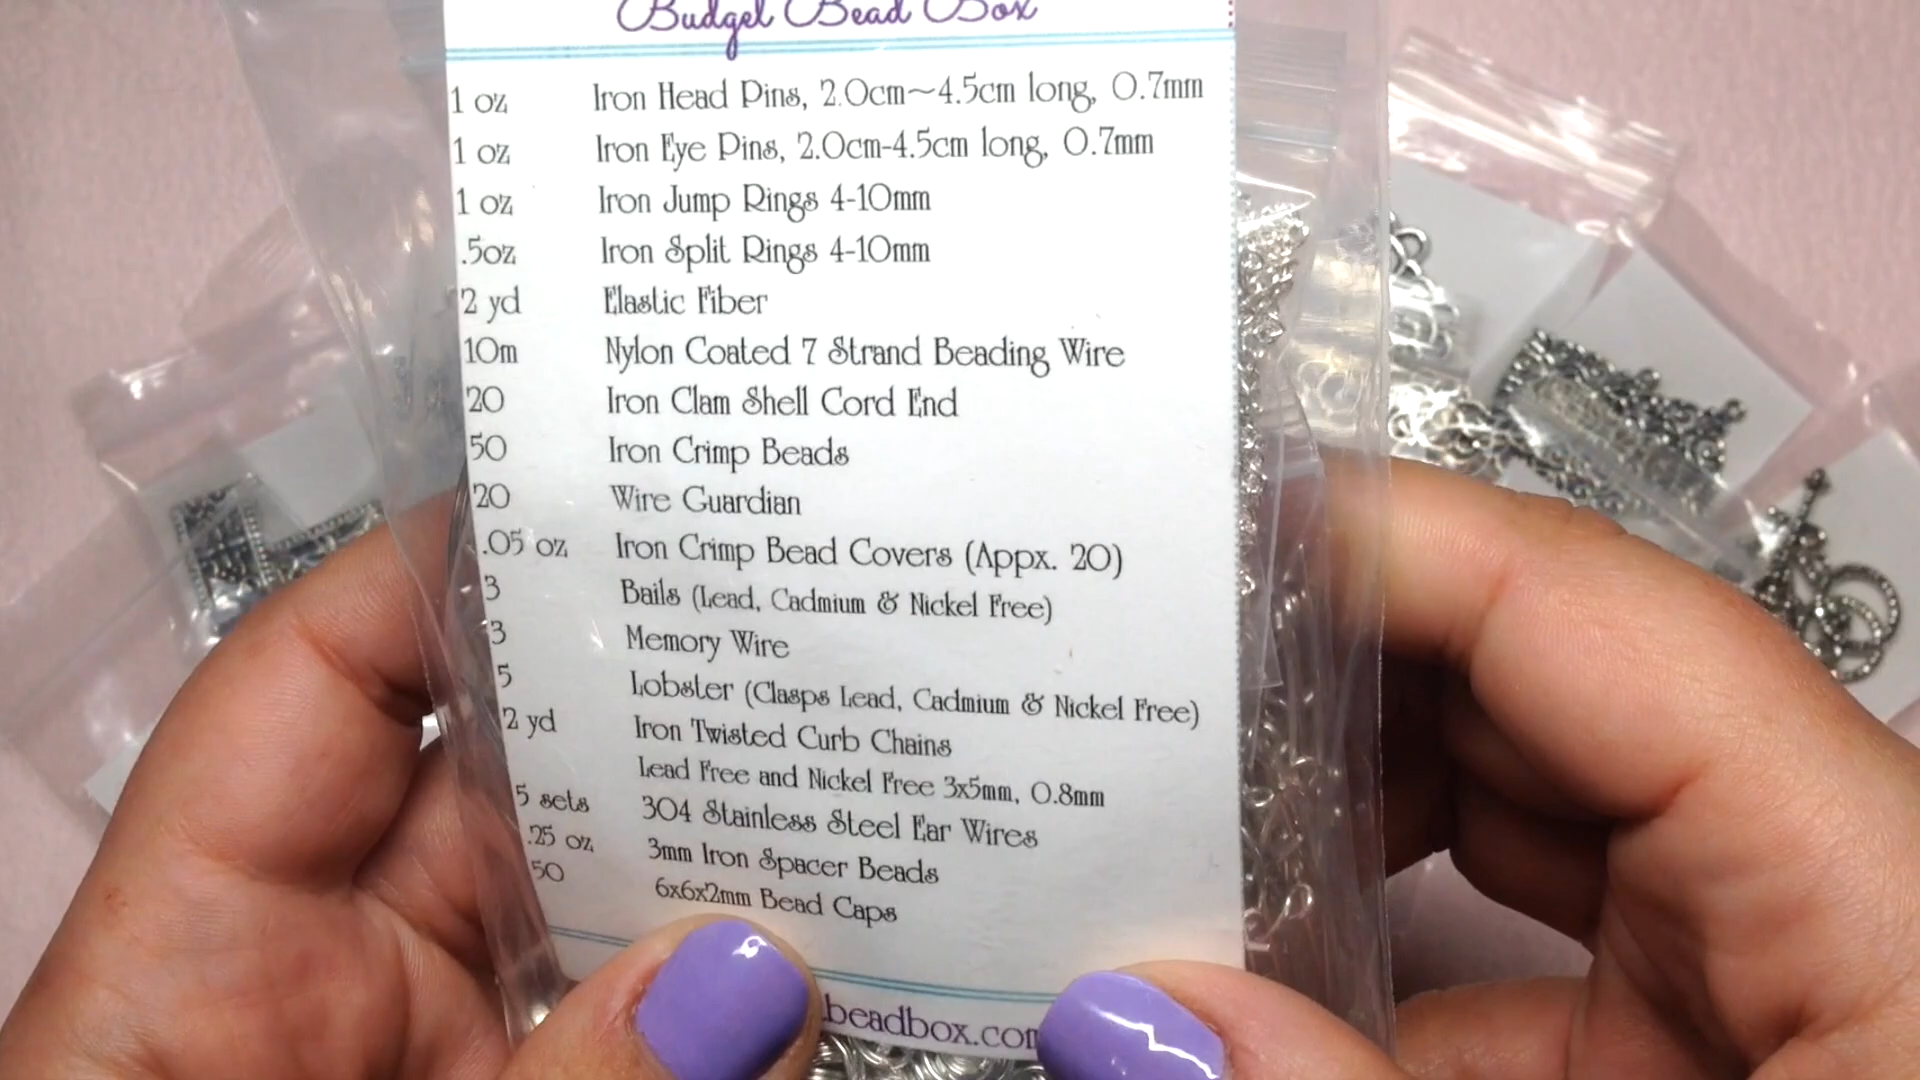 Budget Bead Box
1 oz Iron Head Pins, 2.0cm~4.5cm long, 0.7mm
1 oz Iron Eye Pins, 2.0cm-4.5cm long, 0.7mm
1 oz Iron Jump Rings 4-10mm
.5oz Iron Split Rings 4-10mm
2 yd Elastic Fiber
10m Nylon Coated 7 Strand Beading Wire
20 Iron Clam Shell Cord End
50 Iron Crimp Beads
20 Wire Guardian
.05 oz Iron Crimp Bead Covers (Appx. 20)
3 Bails (Lead, Cadmium & Nickel Free)
3 Memory Wire
5 Lobster (Clasps Lead, Cadmium & Nickel Free)
2 yd Iron Twisted Curb Chains
Lead Free and Nickel Free 3x5mm, 0.8mm
5 sets 304 Stainless Steel Ear Wires
.25 oz 3mm Iron Spacer Beads
50 6x6x2mm Bead Caps
beadbox.com